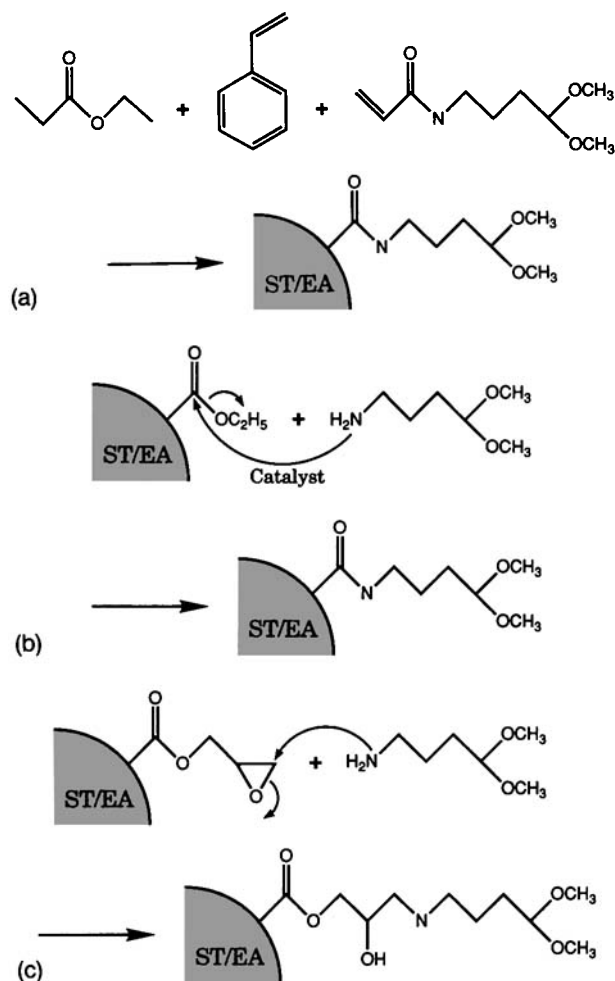 O O + O + N OCH₃ OCH₃
(a) ST/EA O N OCH₃ OCH₃
ST/EA O OC₂H₅ + H₂N OCH₃ OCH₃
Catalyst
(b) ST/EA O N OCH₃ OCH₃
ST/EA O O O + H₂N OCH₃ OCH₃
(c) ST/EA O O OH N OCH₃ OCH₃